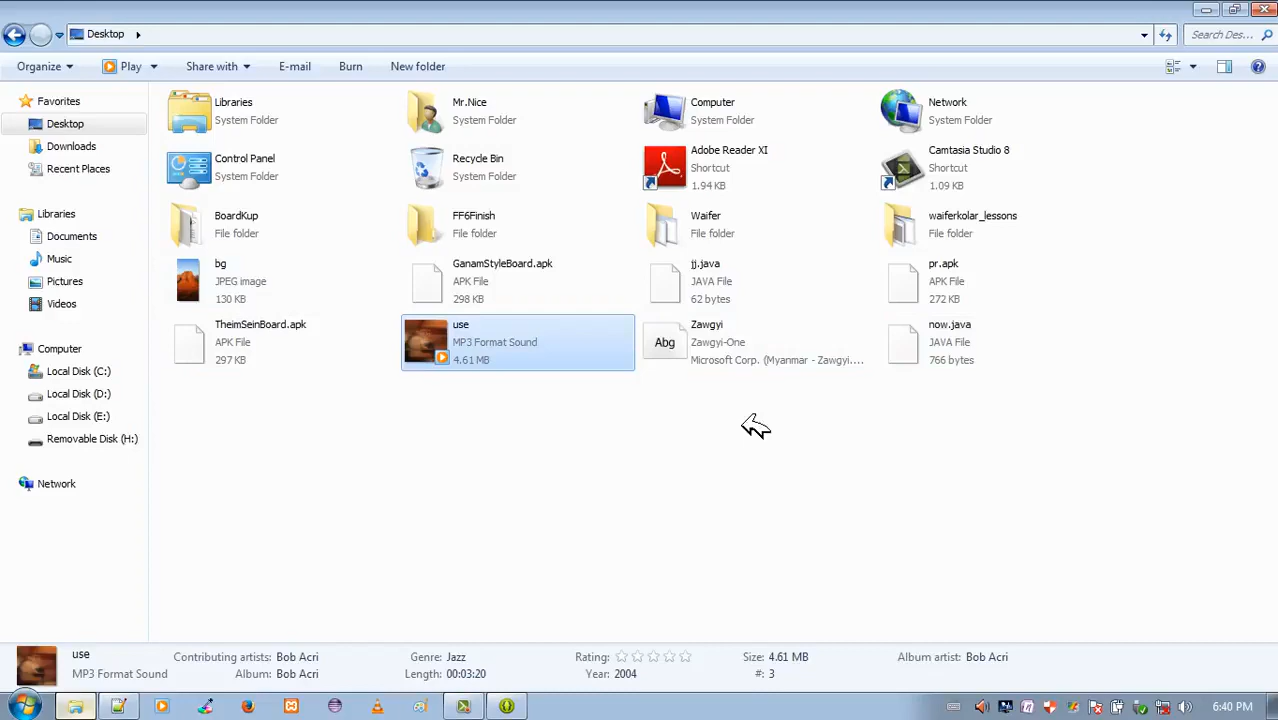 Desktop
Search Des...
Organize
Play
Share with
E-mail
Burn
New folder
Favorites
Desktop
Downloads
Recent Places
Libraries
Documents
Music
Pictures
Videos
Computer
Local Disk (C:)
Local Disk (D:)
Local Disk (E:)
Removable Disk (H:)
Network
Libraries
System Folder
Mr.Nice
System Folder
Computer
System Folder
Network
System Folder
Control Panel
System Folder
Recycle Bin
System Folder
Adobe Reader XI
Shortcut
1.94 KB
Camtasia Studio 8
Shortcut
1.09 KB
BoardKup
File folder
FF6Finish
File folder
Waifer
File folder
waiferkolar_lessons
File folder
bg
JPEG image
130 KB
GanamStyleBoard.apk
APK File
298 KB
jj.java
JAVA File
62 bytes
pr.apk
APK File
272 KB
TheimSeinBoard.apk
APK File
297 KB
use
MP3 Format Sound
4.61 MB
Abg
Zawgyi
Zawgyi-One
Microsoft Corp. (Myanmar - Zawgyi....
now.java
JAVA File
766 bytes
use
MP3 Format Sound
Contributing artists: Bob Acri
Album: Bob Acri
Genre: Jazz
Length: 00:03:20
Rating:
Year: 2004
Size: 4.61 MB
#: 3
Album artist: Bob Acri
6:40 PM